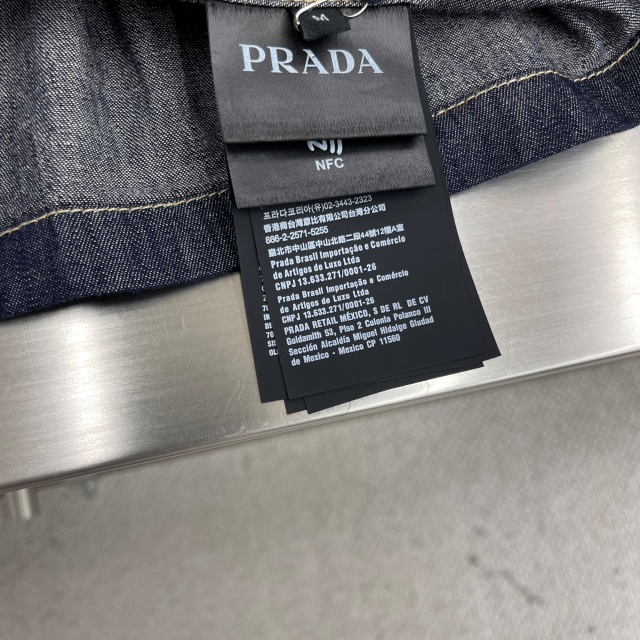 M
PRADA
NFC
프라다코리아(유)02-3443-2323
香港商台灣普比有限公司台灣分公司
886-2-2571-5255
臺北市中山區中山北路二段44號12樓A室
Prada Brasil Importação e Comércio
de Artigos de Luxo Ltda
CNPJ 13.633.271/0001-26
Prada Brasil Importação e Comércio
de Artigos de Luxo Ltda
CNPJ 13.633.271/0001-26
PRADA RETAIL MÉXICO, S DE RL DE CV
Goldsmith 53, Piso 2 Colonia Polanco III
Sección Alcaldía Miguel Hidalgo Ciudad
de Mexico - Mexico CP 11560